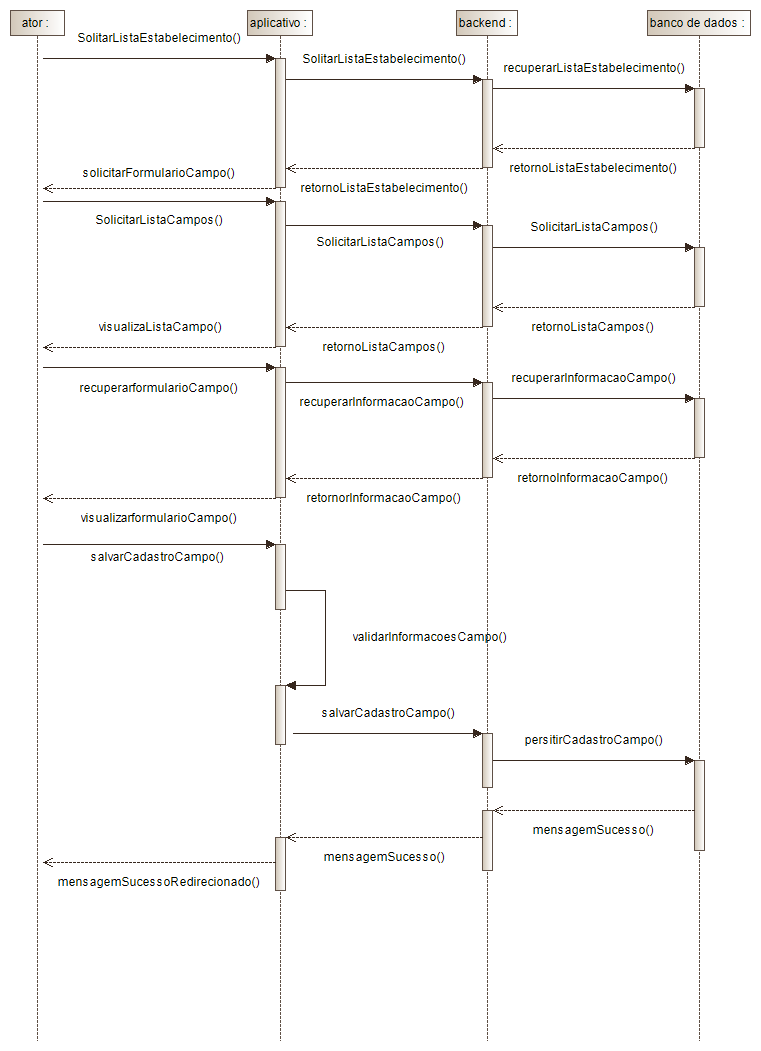 ator :
aplicativo :
backend :
banco de dados :
SolitarListaEstabelecimento()
SolitarListaEstabelecimento()
recuperarListaEstabelecimento()
retornoListaEstabelecimento()
solicitarFormularioCampo()
retornoListaEstabelecimento()
SolicitarListaCampos()
SolicitarListaCampos()
SolicitarListaCampos()
retornoListaCampos()
visualizaListaCampo()
retornoListaCampos()
recuperarformularioCampo()
recuperarInformacaoCampo()
recuperarInformacaoCampo()
retornoInformacaoCampo()
retornorInformacaoCampo()
visualizarformularioCampo()
salvarCadastroCampo()
validarInformacoesCampo()
salvarCadastroCampo()
persitirCadastroCampo()
mensagemSucesso()
mensagemSucesso()
mensagemSucessoRedirecionado()